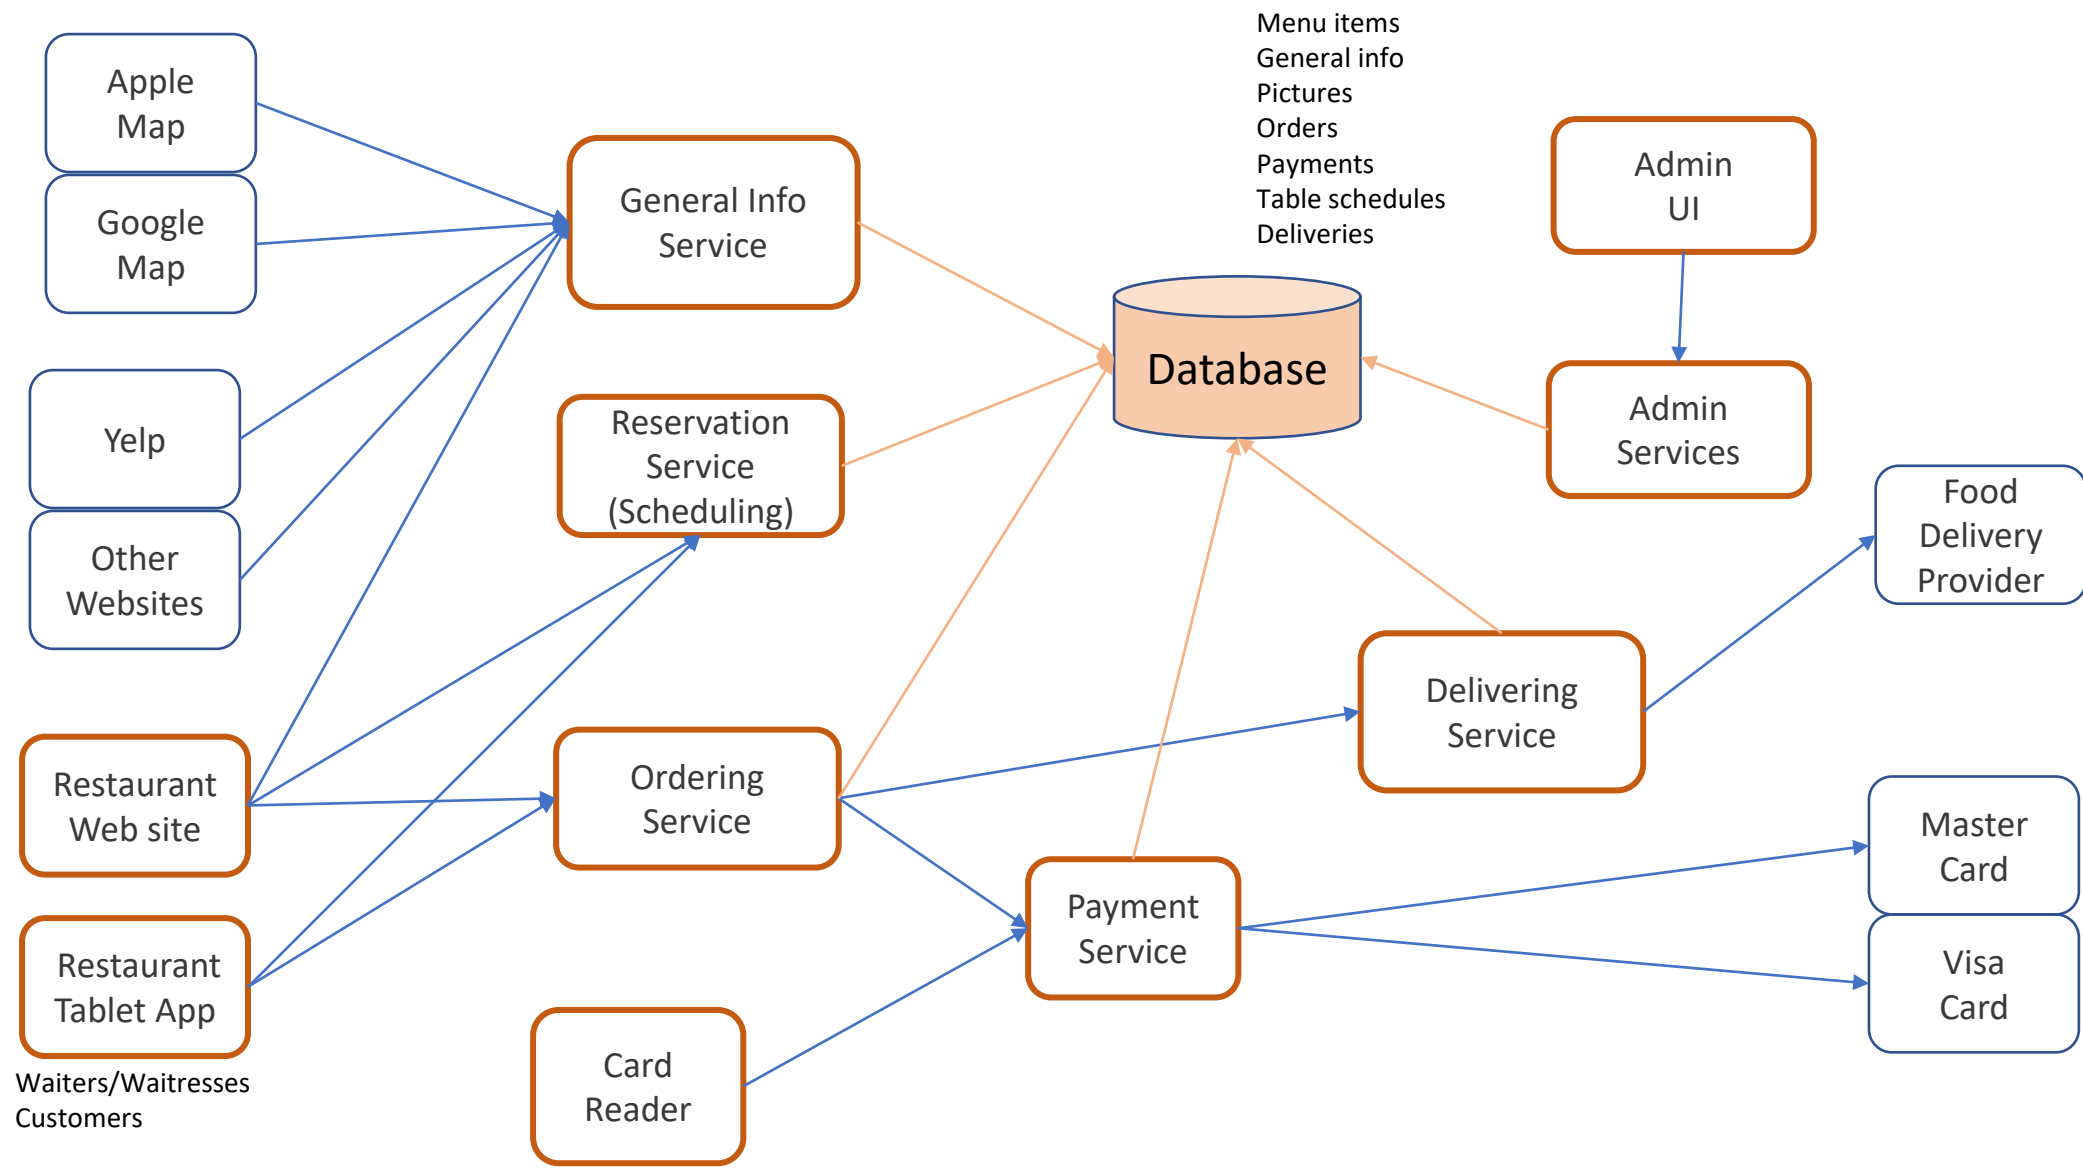 Apple
Map
Google
Map
Yelp
Other
Websites
Restaurant
Web site
Restaurant
Tablet App
Waiters/Waitresses
Customers
General Info
Service
Reservation
Service
(Scheduling)
Ordering
Service
Card
Reader
Payment
Service
Menu items
General info
Pictures
Orders
Payments
Table schedules
Deliveries
Database
Admin
UI
Admin
Services
Delivering
Service
Food
Delivery
Provider
Master
Card
Visa
Card